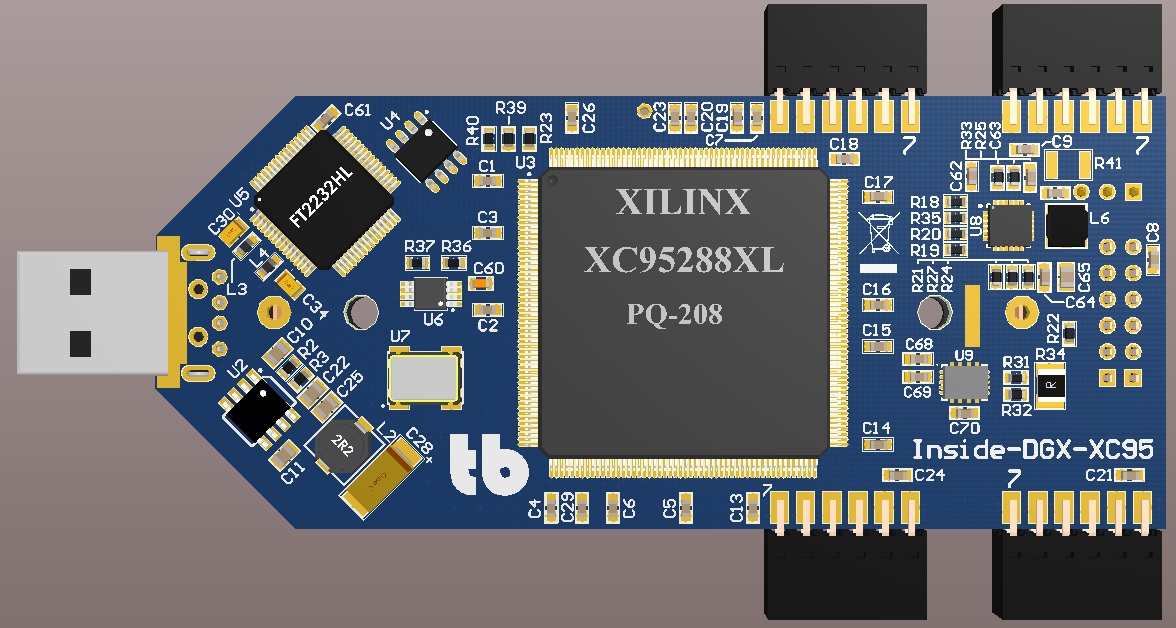 C61
U4
R40
R39
R23
C26
C23
C20
C19
C7
7
7
C18
R33
R25
C63
C9
R41
U5
FT2232HL
C1
U3
C17
C62
C30
C3
R18
R35
R20
R19
U8
L6
C8
L4
L3
C34
R37
R36
C60
U6
C2
XILINX
XC95288XL
PQ-208
C16
R21
R27
R24
C65
C64
C15
R22
C10
R2
R3
C22
C25
U2
U7
C68
C69
U9
R31
R32
R34
R
C70
C11
2R2
L2
C28
+
tb
C14
Inside-DGX-XC95
C24
7
C21
C4
C29
C6
C5
C13
7